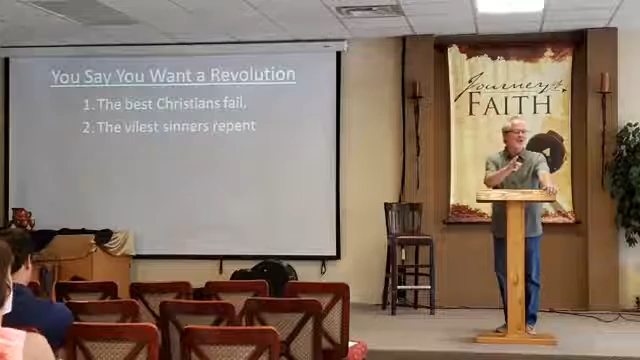 You Say You Want a Revolution
1. The best Christians fail,
2. The vilest sinners repent
Journey of
FAITH